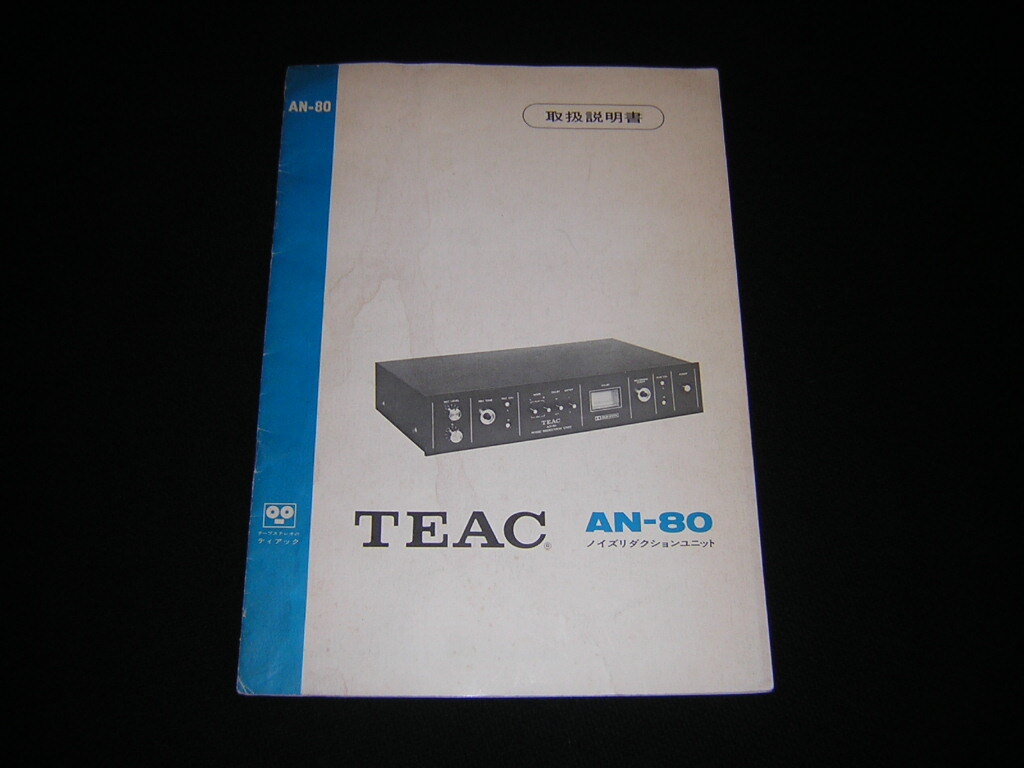 AN-80
取扱説明書
TEAC
TEAC®
AN-80
ノイズリダクションユニット
テープステレオの
ティアック